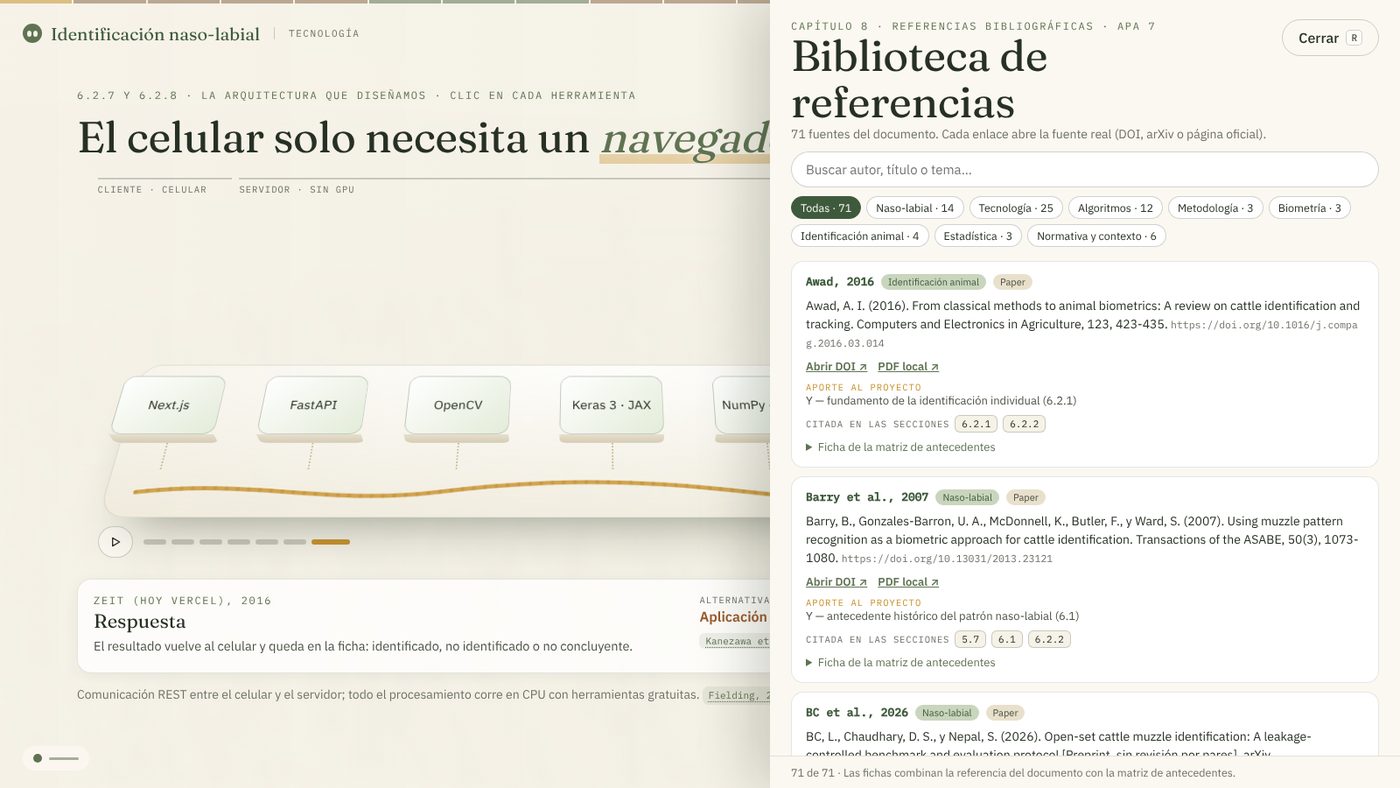 Identificación naso-labial
TECNOLOGÍA
6.2.7 Y 6.2.8 · LA ARQUITECTURA QUE DISEÑAMOS · CLIC EN CADA HERRAMIENTA
El celular solo necesita un
CLIENTE · CELULAR
SERVIDOR · SIN GPU
Next.js
FastAPI
OpenCV
Keras 3 · JAX
NumPy
ZEIT (HOY VERCEL), 2016
Respuesta
El resultado vuelve al celular y queda en la ficha: identificado, no identificado o no concluyente.
ALTERNATIVA
Aplicación
Kanezawa et
Comunicación REST entre el celular y el servidor; todo el procesamiento corre en CPU con herramientas gratuitas. Fielding,
CAPÍTULO 8 · REFERENCIAS BIBLIOGRÁFICAS · APA 7
Biblioteca de
referencias
Cerrar R
71 fuentes del documento. Cada enlace abre la fuente real (DOI, arXiv o página oficial).
Buscar autor, título o tema…
Todas · 71 Naso-labial · 14 Tecnología · 25 Algoritmos · 12 Metodología · 3 Biometría · 3
Identificación animal · 4 Estadística · 3 Normativa y contexto · 6
Awad, 2016 Identificación animal Paper
Awad, A. I. (2016). From classical methods to animal biometrics: A review on cattle identification and
tracking. Computers and Electronics in Agriculture, 123, 423-435. https://doi.org/10.1016/j.compa
g.2016.03.014
Abrir DOI ↗ PDF local ↗
APORTE AL PROYECTO
Y — fundamento de la identificación individual (6.2.1)
CITADA EN LAS SECCIONES 6.2.1 6.2.2
▶ Ficha de la matriz de antecedentes
Barry et al., 2007 Naso-labial Paper
Barry, B., Gonzales-Barron, U. A., McDonnell, K., Butler, F., y Ward, S. (2007). Using muzzle pattern
recognition as a biometric approach for cattle identification. Transactions of the ASABE, 50(3), 1073-
1080. https://doi.org/10.13031/2013.23121
Abrir DOI ↗ PDF local ↗
APORTE AL PROYECTO
Y — antecedente histórico del patrón naso-labial (6.1)
CITADA EN LAS SECCIONES 5.7 6.1 6.2.2
▶ Ficha de la matriz de antecedentes
BC et al., 2026 Naso-labial Paper
BC, L., Chaudhary, D. S., y Nepal, S. (2026). Open-set cattle muzzle identification: A leakage-
controlled benchmark and evaluation protocol [Preprint, sin revisión por pares]. arXiv.
71 de 71 · Las fichas combinan la referencia del documento con la matriz de antecedentes.